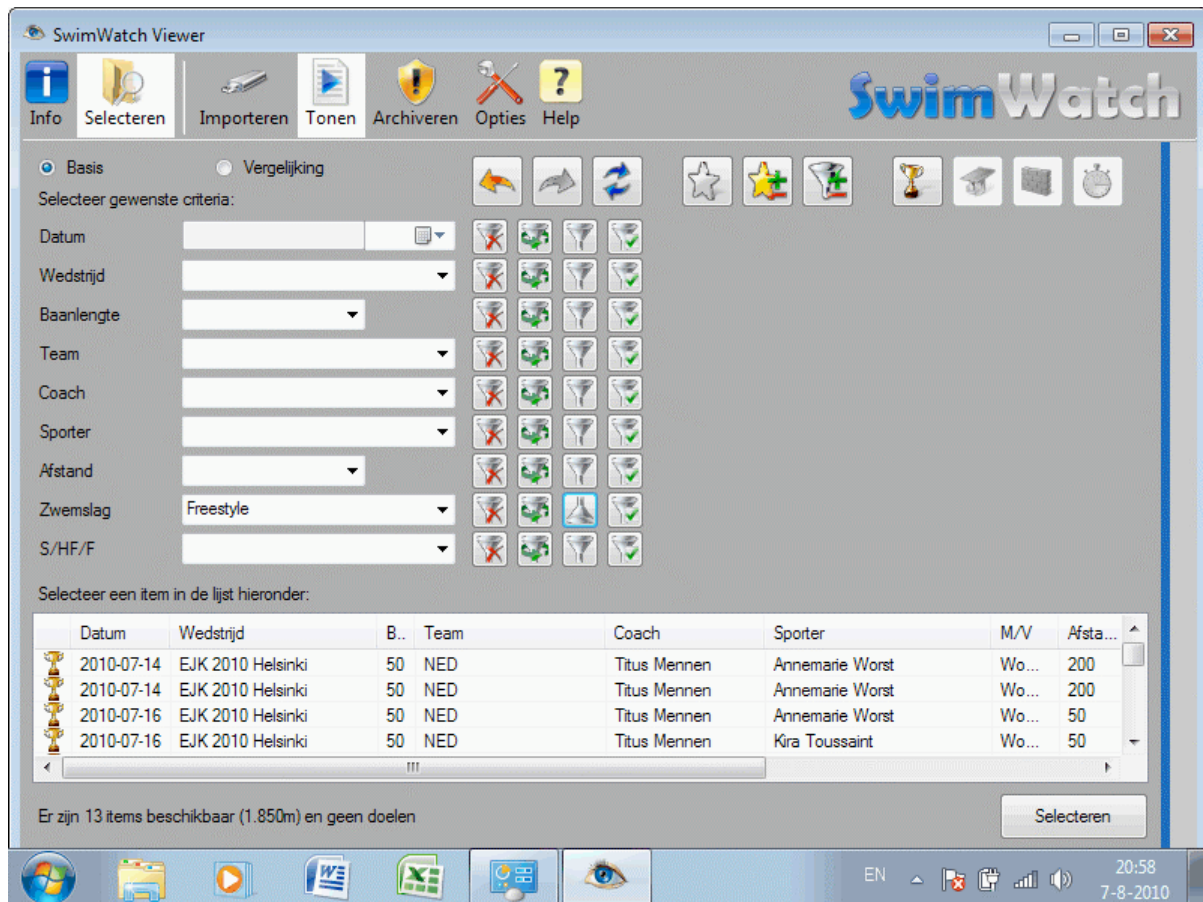 SwimWatch Viewer
Info Selecteren Importeren Tonen Archiveren Opties Help
SwimWatch
Basis Vergelijking
Selecteer gewenste criteria:
Datum
Wedstrijd
Baanlengte
Team
Coach
Sporter
Afstand
Zwemslag Freestyle
S/HF/F
Selecteer een item in de lijst hieronder:
Datum Wedstrijd B.. Team Coach Sporter M/V Afsta...
2010-07-14 EJK 2010 Helsinki 50 NED Titus Mennen Annemarie Worst Wo... 200
2010-07-14 EJK 2010 Helsinki 50 NED Titus Mennen Annemarie Worst Wo... 200
2010-07-16 EJK 2010 Helsinki 50 NED Titus Mennen Annemarie Worst Wo... 50
2010-07-16 EJK 2010 Helsinki 50 NED Titus Mennen Kira Toussaint Wo... 50
Er zijn 13 items beschikbaar (1.850m) en geen doelen
Selecteren
EN
20:58
7-8-2010